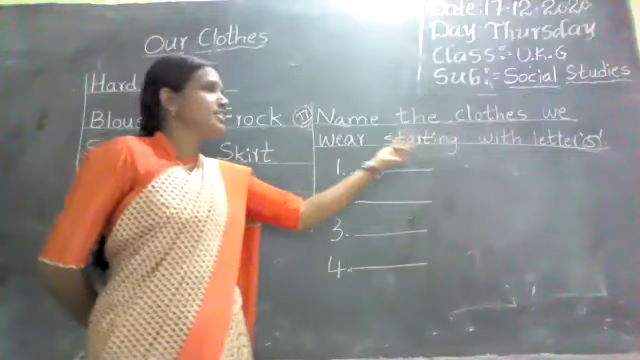 Date:17.12.2020
Day:Thursday
Class:- U.K.G
Sub:- Social Studies
Our Clothes
Hard
Frock
Skirt
II Name the clothes we
wear starting with letter 's'.
1.
3.
4.